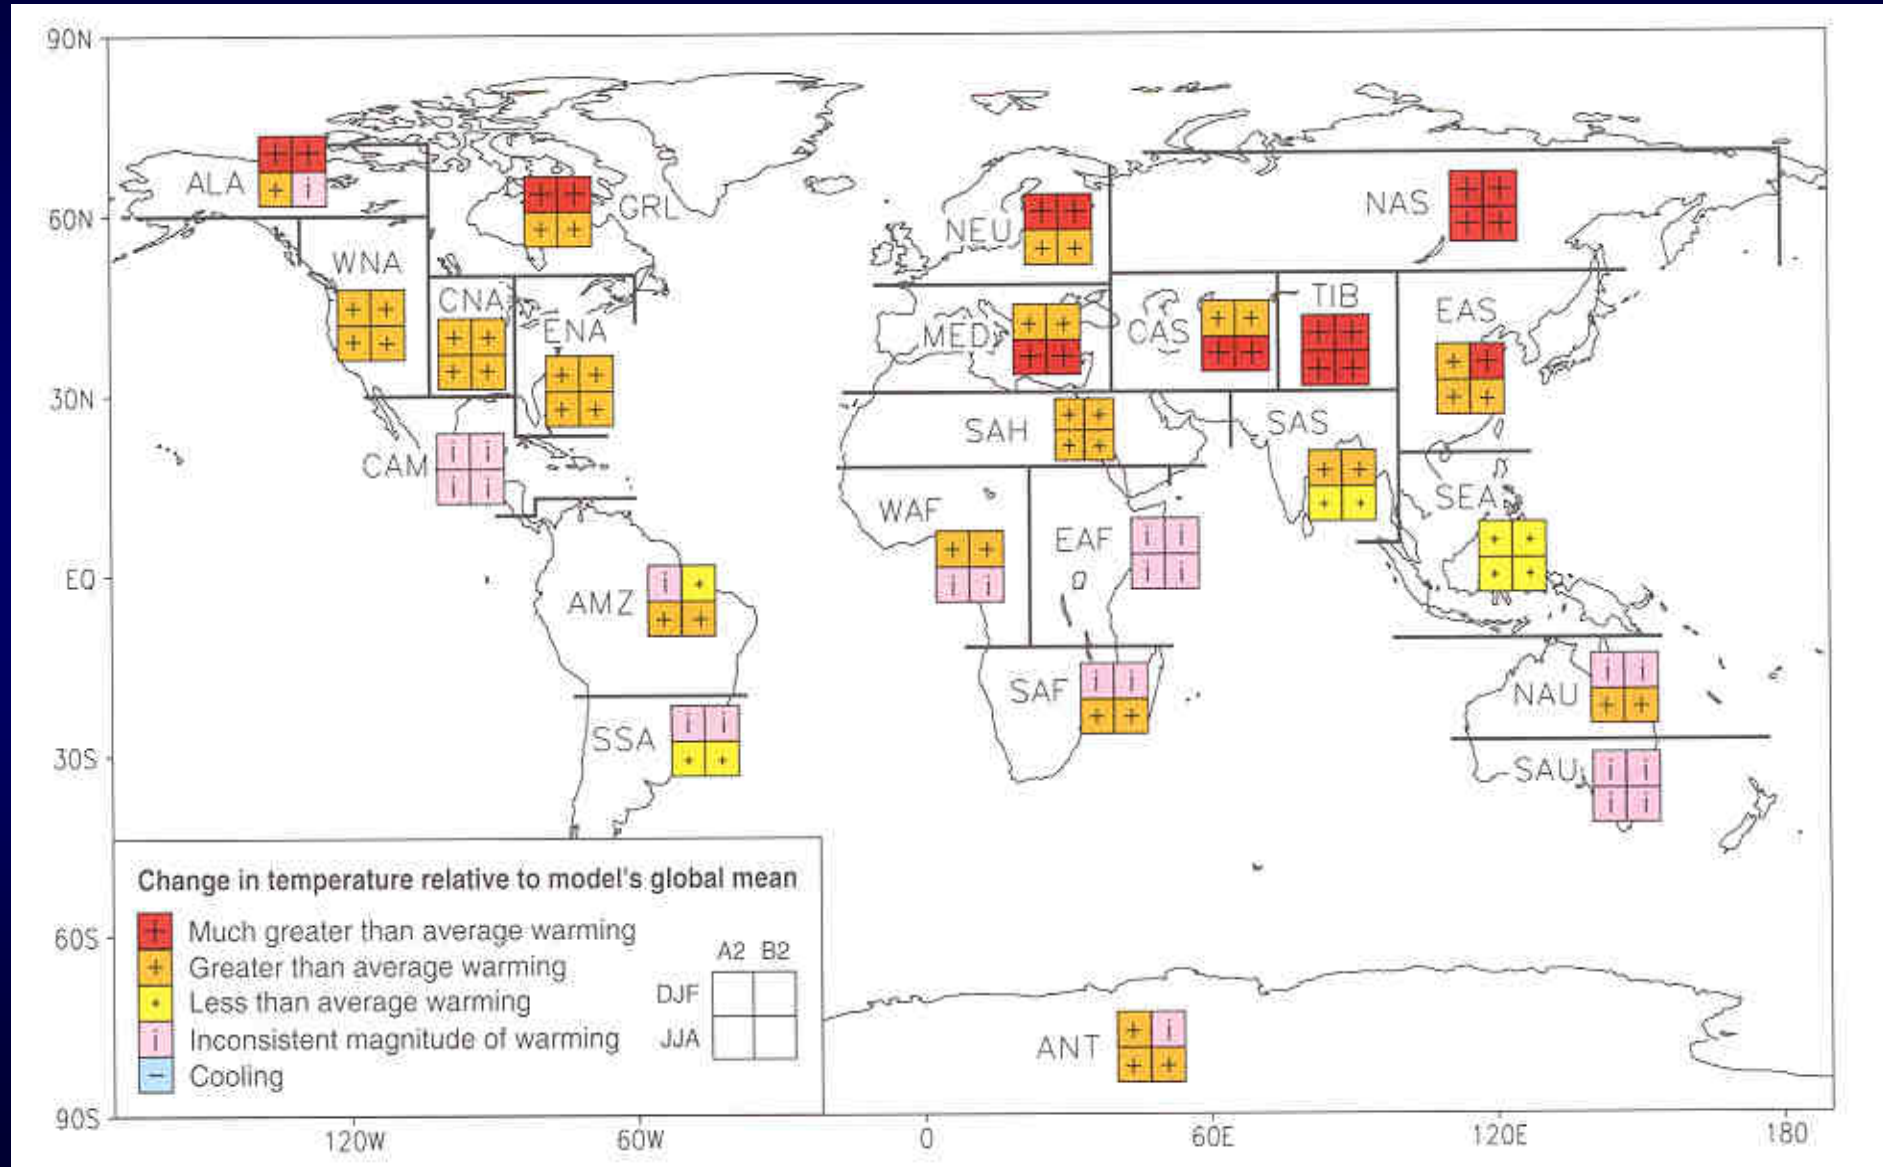 90N
ALA
+ +
+ i
GRL
+ +
+ +
NEU
+ +
+ +
NAS
+ +
+ +
60N
WNA
+ +
+ +
CNA
+ +
+ +
ENA
+ +
+ +
MED
+ +
+ +
CAS
+ +
+ +
TIB
+ +
+ +
EAS
+ +
+ +
30N
CAM
i i
i i
SAH
+ +
+ +
SAS
+ +
+ +
SEA
+ +
+ +
WAF
+ +
i i
EAF
i i
i i
EQ
AMZ
i +
+ +
SAF
i i
+ +
NAU
i i
+ +
SSA
i i
+ +
30S
SAU
i i
i i
Change in temperature relative to model's global mean
+ Much greater than average warming
+ Greater than average warming
+ Less than average warming
i Inconsistent magnitude of warming
− Cooling
A2 B2
DJF
JJA
60S
ANT
+ i
+ +
90S
120W 60W 0 60E 120E 180